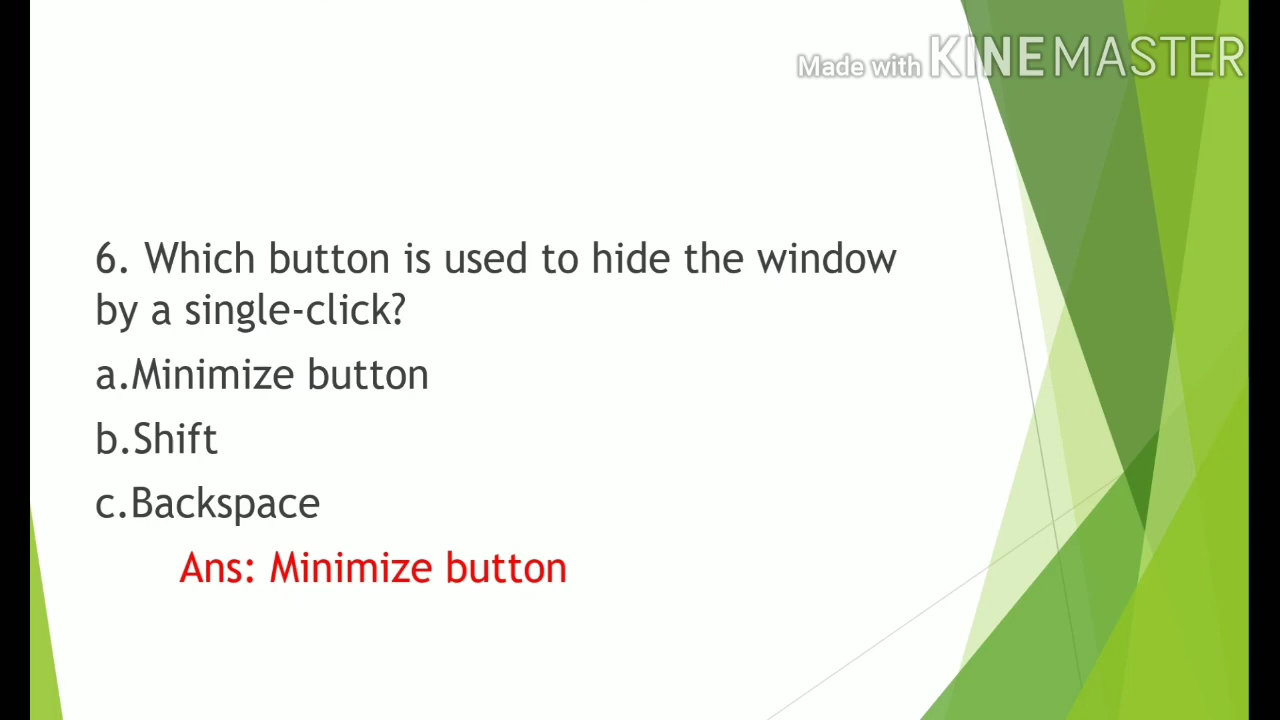 Made with KINEMASTER
6. Which button is used to hide the window
by a single-click?
a.Minimize button
b.Shift
c.Backspace
Ans: Minimize button